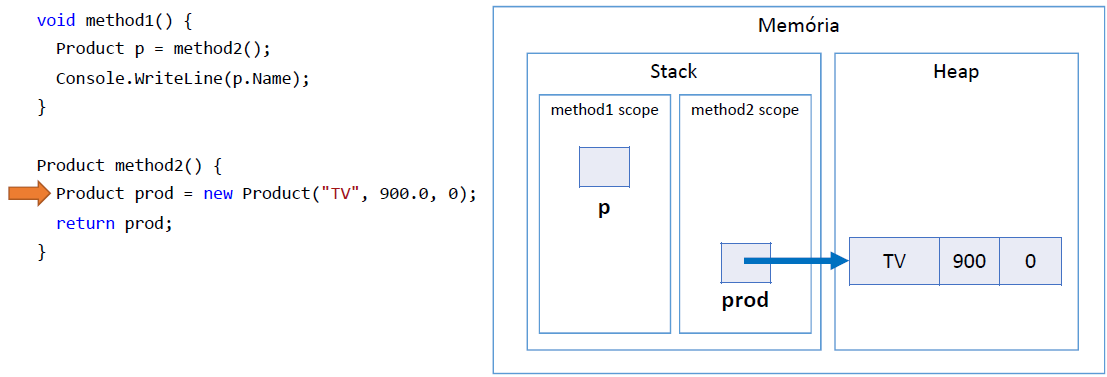 void method1() {
Product p = method2();
Console.WriteLine(p.Name);
}
Product method2() {
Product prod = new Product("TV", 900.0, 0);
return prod;
}
Memória
Stack
Heap
method1 scope
method2 scope
p
prod
TV 900 0